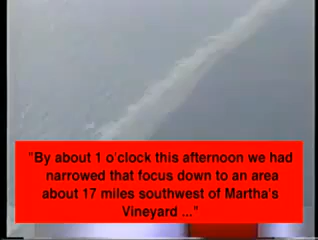 "By about 1 o'clock this afternoon we had
narrowed that focus down to an area
about 17 miles southwest of Martha's
Vineyard ..."